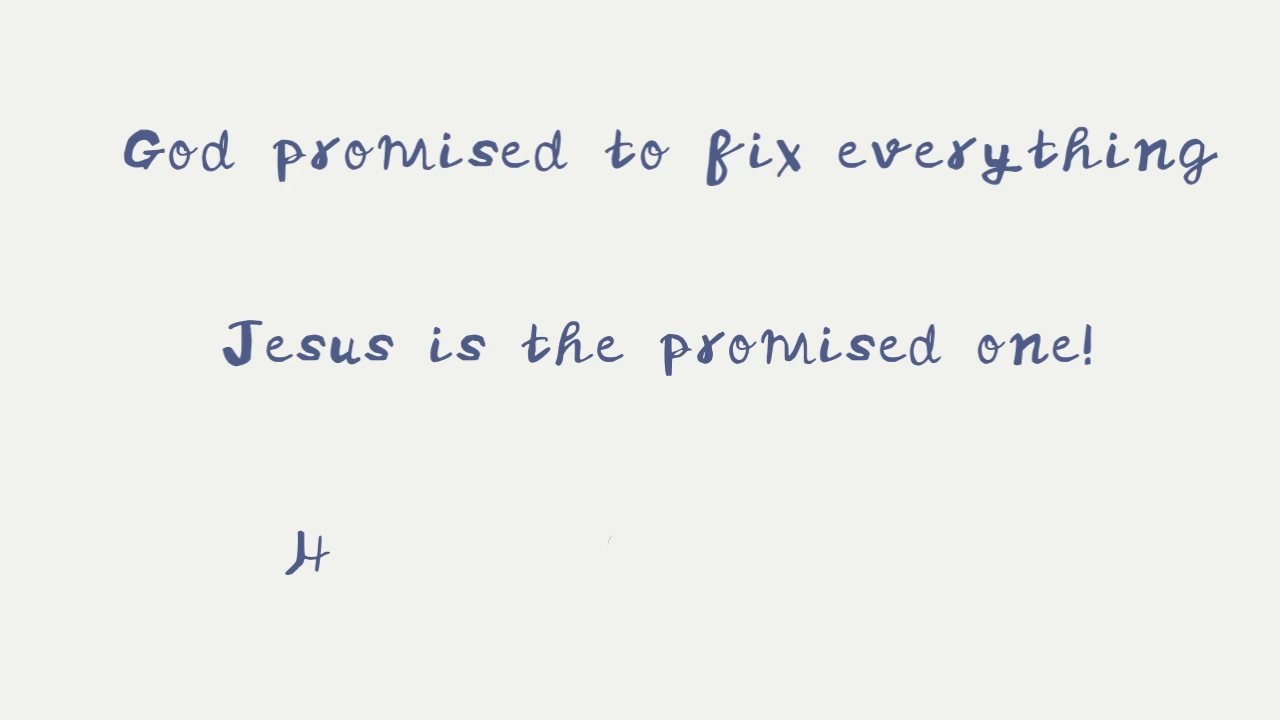 God promised to fix everything
Jesus is the promised one!
H